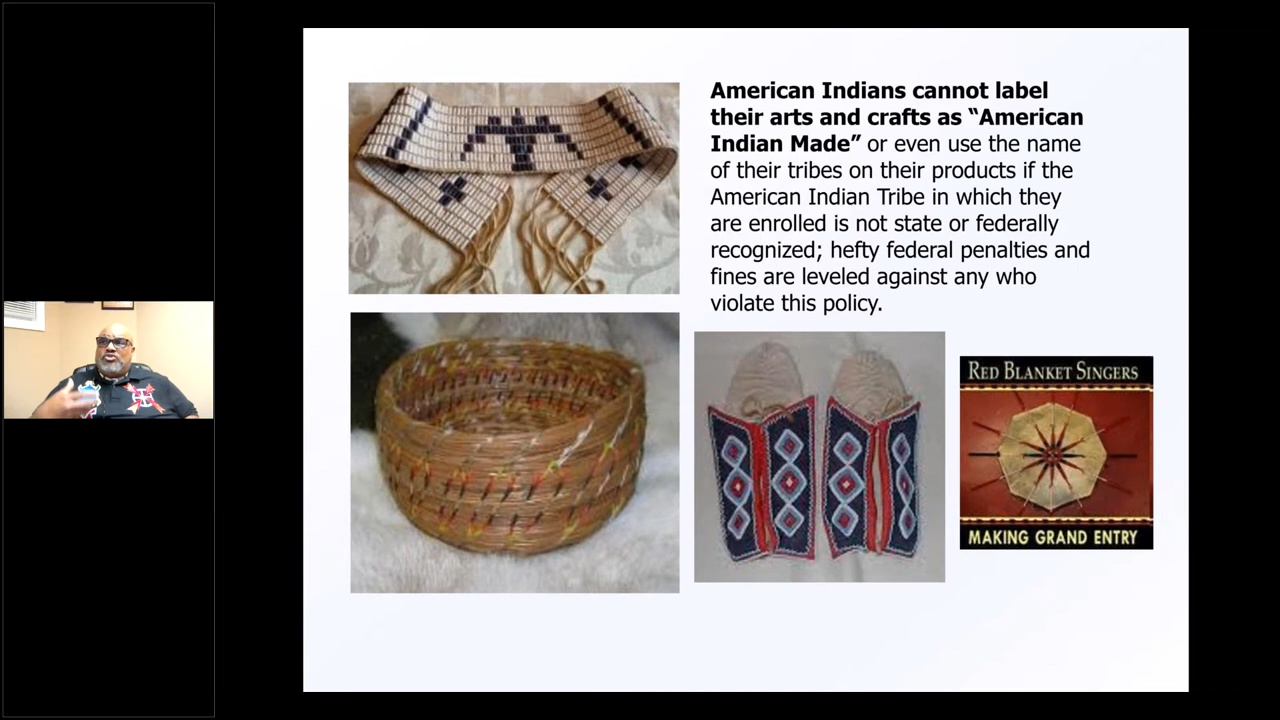 American Indians cannot label
their arts and crafts as “American
Indian Made” or even use the name
of their tribes on their products if the
American Indian Tribe in which they
are enrolled is not state or federally
recognized; hefty federal penalties and
fines are leveled against any who
violate this policy.
RED BLANKET SINGERS
MAKING GRAND ENTRY